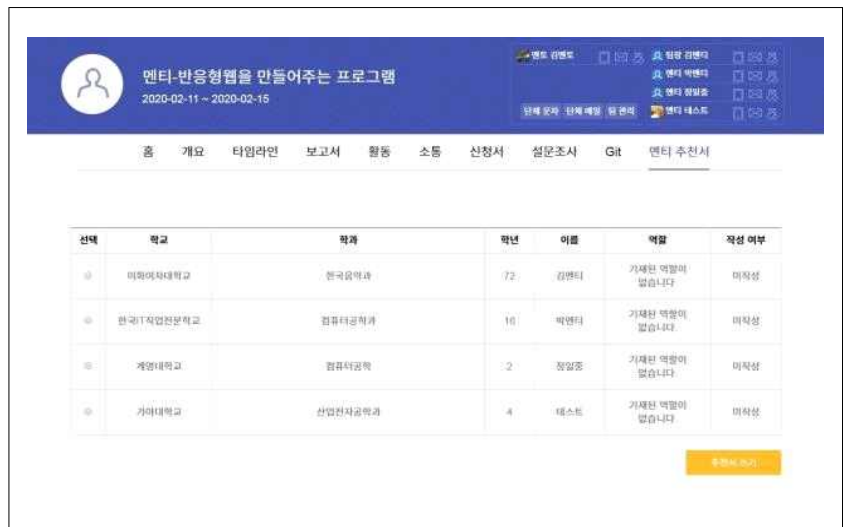 멘티-반응형웹을 만들어주는 프로그램
2020-02-11 ~ 2020-02-15
멘토 김멘토
팀장 김멘티
멘티 박멘티
멘티 정일중
멘티 테스트
단체 문자 단체 메일 팀 관리
홈 개요 타임라인 보고서 활동 소통 신청서 설문조사 Git 멘티 추천서
선택 학교 학과 학년 이름 역할 작성 여부
이화여자대학교 한국음악과 72 김멘티 기재된 역할이 없습니다 미작성
한국IT직업전문학교 컴퓨터공학과 16 박멘티 기재된 역할이 없습니다 미작성
계명대학교 컴퓨터공학 2 정일중 기재된 역할이 없습니다 미작성
가야대학교 산업전자공학과 4 테스트 기재된 역할이 없습니다 미작성
추천서 쓰기